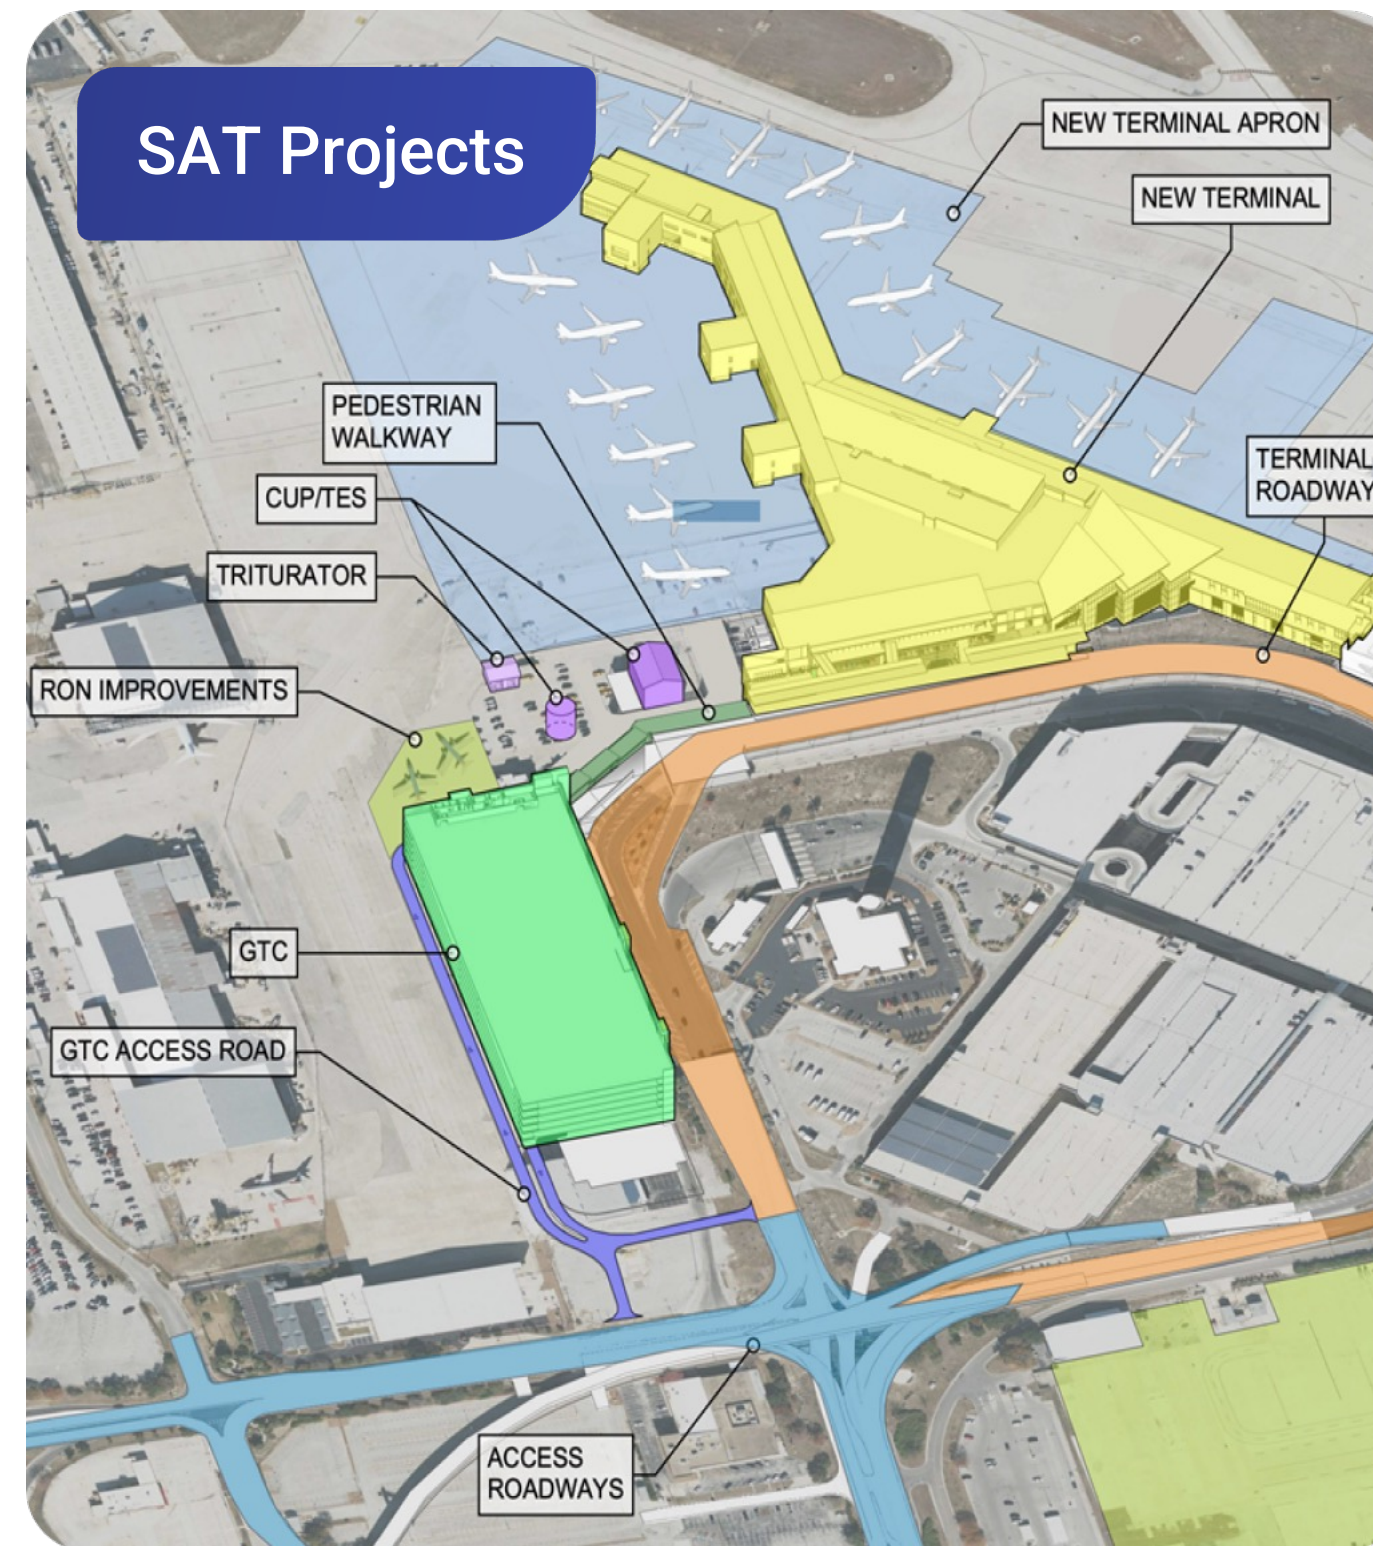 SAT Projects
NEW TERMINAL APRON
NEW TERMINAL
PEDESTRIAN
WALKWAY
TERMINAL
ROADWAY
CUP/TES
TRITURATOR
RON IMPROVEMENTS
GTC
GTC ACCESS ROAD
ACCESS
ROADWAYS